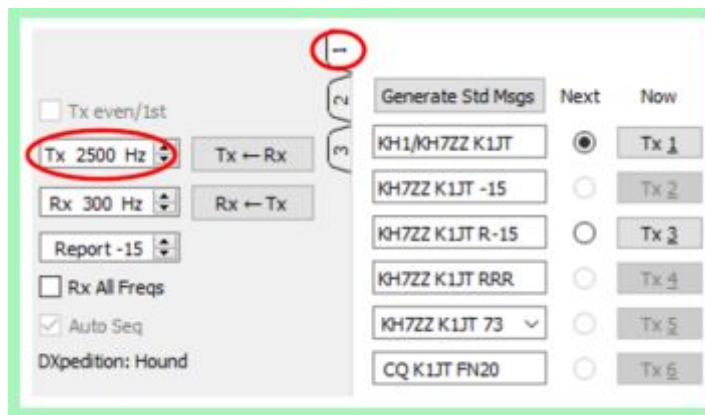 1
2
3
Tx even/1st
Tx 2500 Hz
Tx ← Rx
Rx 300 Hz
Rx ← Tx
Report -15
Rx All Freqs
Auto Seq
DXpedition: Hound
Generate Std Msgs Next Now
KH1/KH7ZZ K1JT Tx 1
KH7ZZ K1JT -15 Tx 2
KH7ZZ K1JT R-15 Tx 3
KH7ZZ K1JT RRR Tx 4
KH7ZZ K1JT 73 Tx 5
CQ K1JT FN20 Tx 6